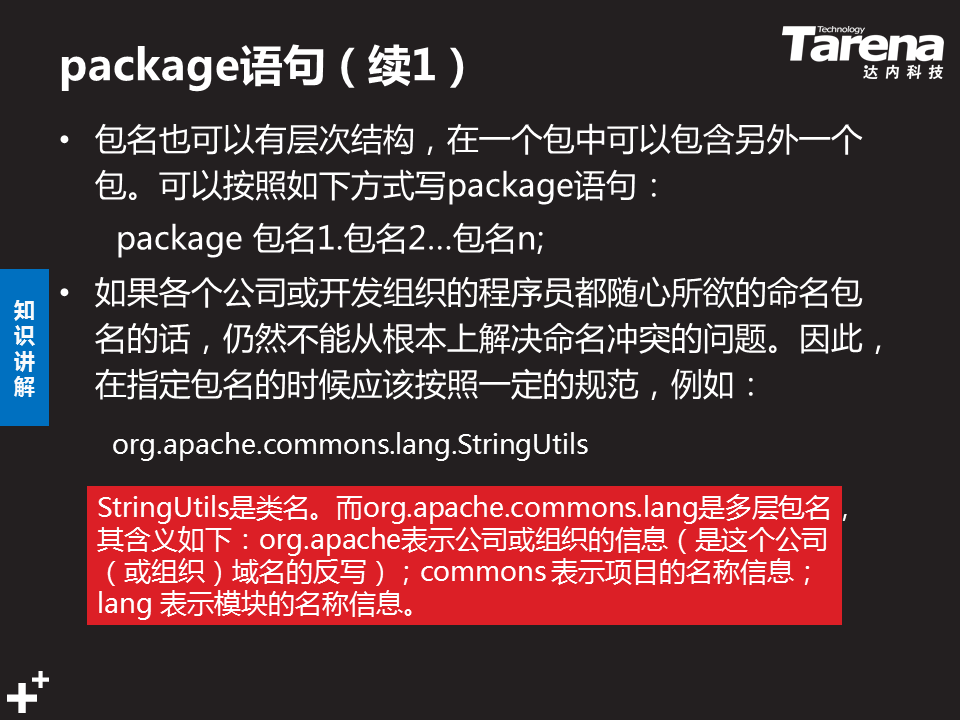 package语句（续1）
Technology
Tarena
达内科技
• 包名也可以有层次结构，在一个包中可以包含另外一个
包。可以按照如下方式写package语句：
package 包名1.包名2…包名n;
• 如果各个公司或开发组织的程序员都随心所欲的命名包
名的话，仍然不能从根本上解决命名冲突的问题。因此，
在指定包名的时候应该按照一定的规范，例如：
org.apache.commons.lang.StringUtils
StringUtils是类名。而org.apache.commons.lang是多层包名，
其含义如下：org.apache表示公司或组织的信息（是这个公司
（或组织）域名的反写）；commons 表示项目的名称信息；
lang 表示模块的名称信息。
知
识
讲
解